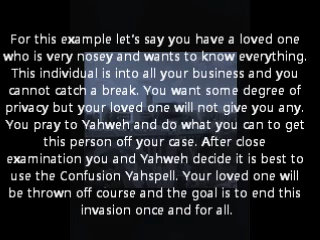 For this example let's say you have a loved one
who is very nosey and wants to know everything.
This individual is into all your business and you
cannot catch a break. You want some degree of
privacy but your loved one will not give you any.
You pray to Yahweh and do what you can to get
this person off your case. After close
examination you and Yahweh decide it is best to
use the Confusion Yahspell. Your loved one will
be thrown off course and the goal is to end this
invasion once and for all.